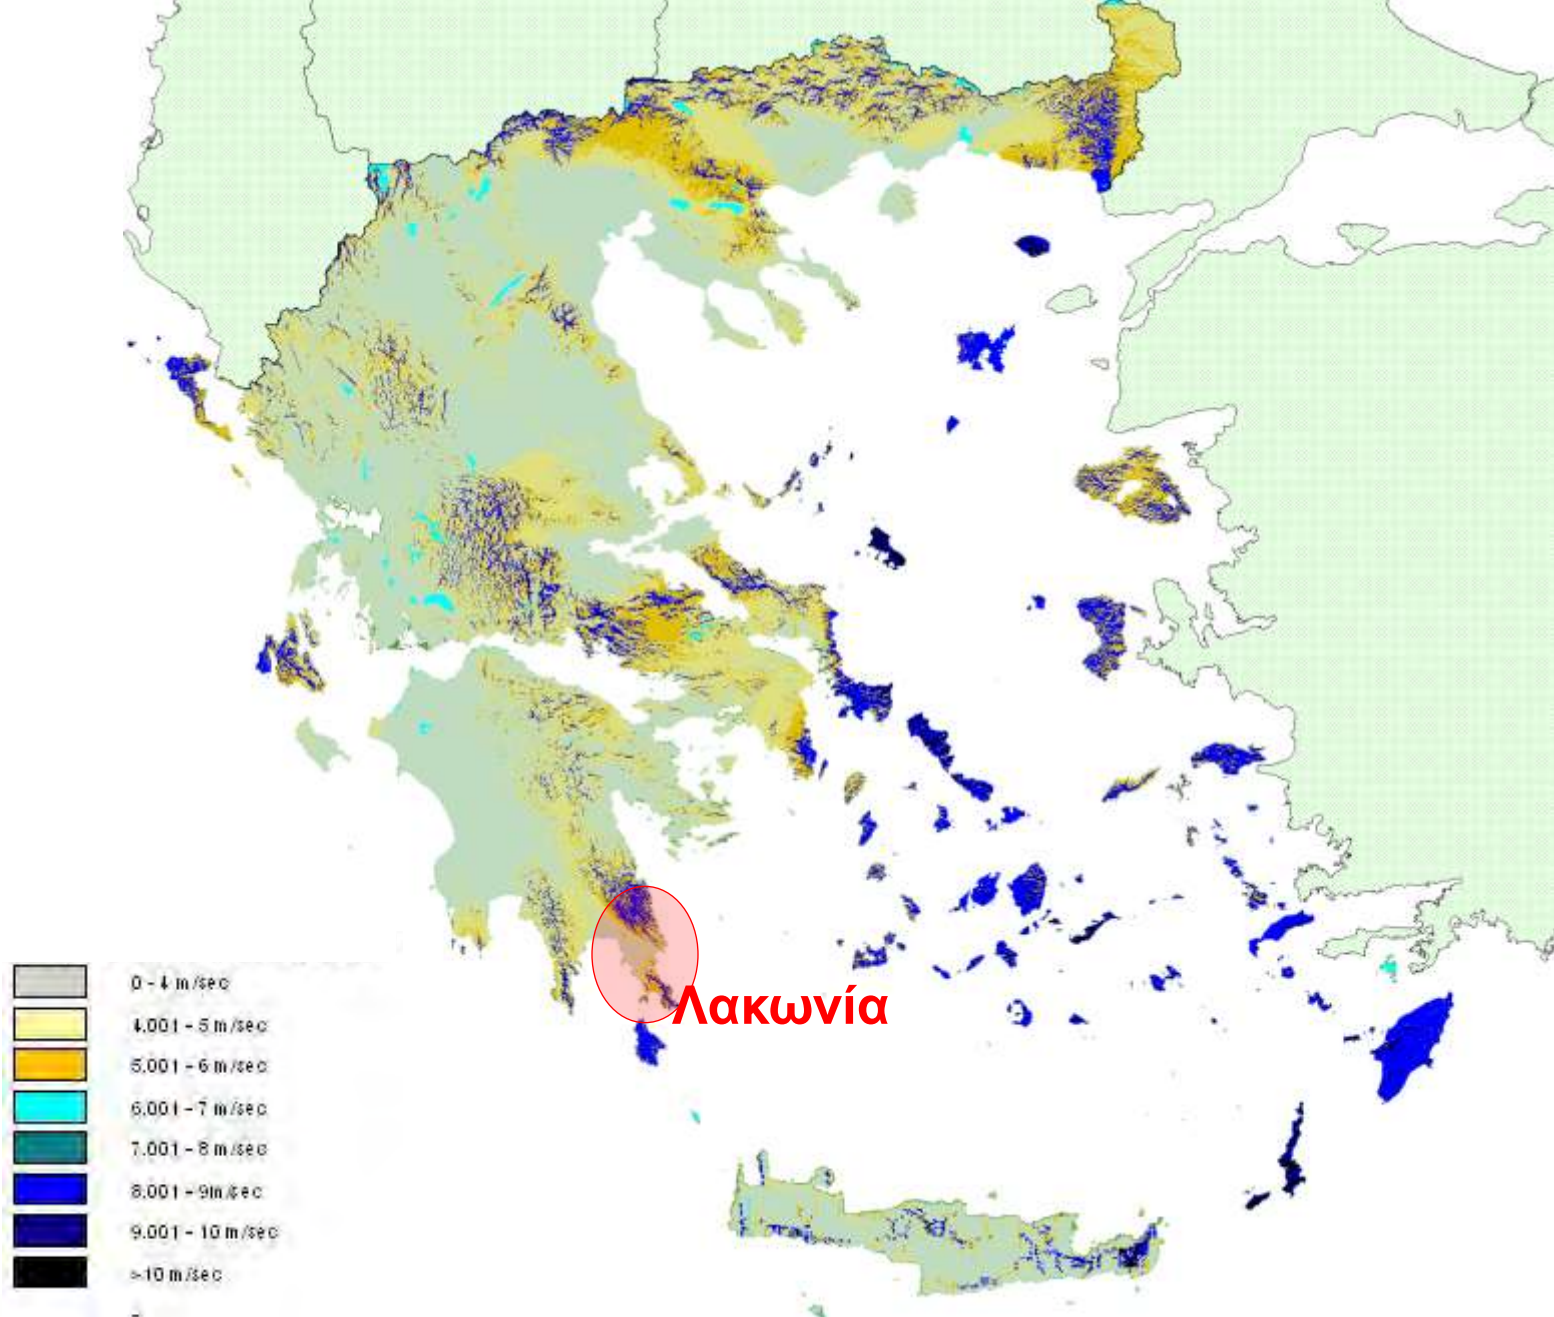 Λακωνία
0 - 4 m/sec
4.001 - 5 m/sec
5.001 - 6 m/sec
6.001 - 7 m/sec
7.001 - 8 m/sec
8.001 - 9m/sec
9.001 - 10 m/sec
>10 m/sec